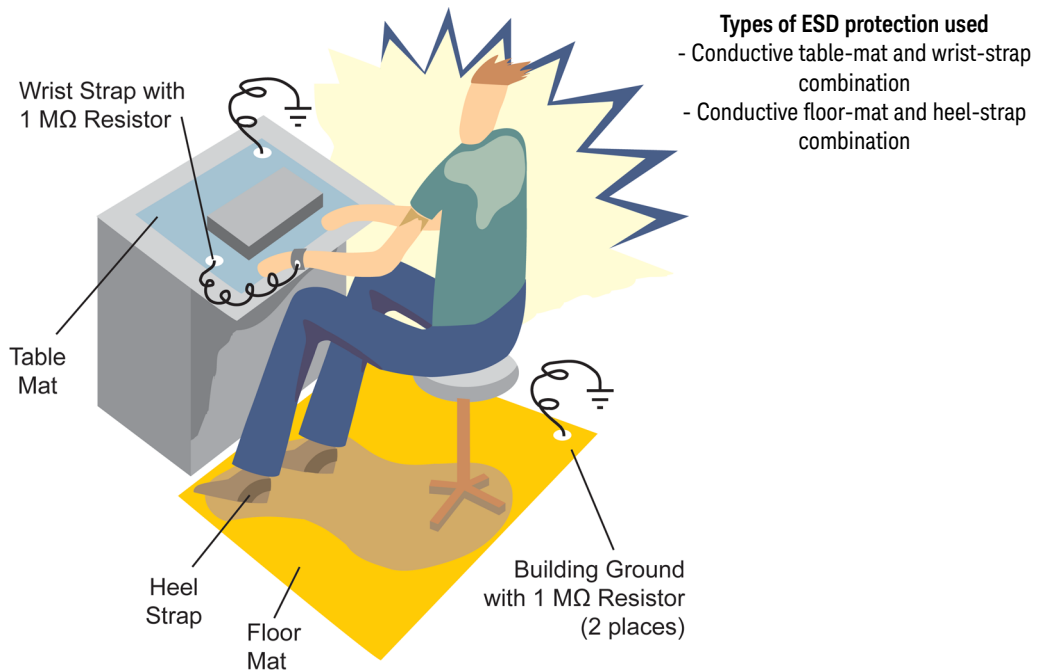 Types of ESD protection used
- Conductive table-mat and wrist-strap
combination
- Conductive floor-mat and heel-strap
combination
Wrist Strap with
1 MΩ Resistor
Table
Mat
Heel
Strap
Floor
Mat
Building Ground
with 1 MΩ Resistor
(2 places)